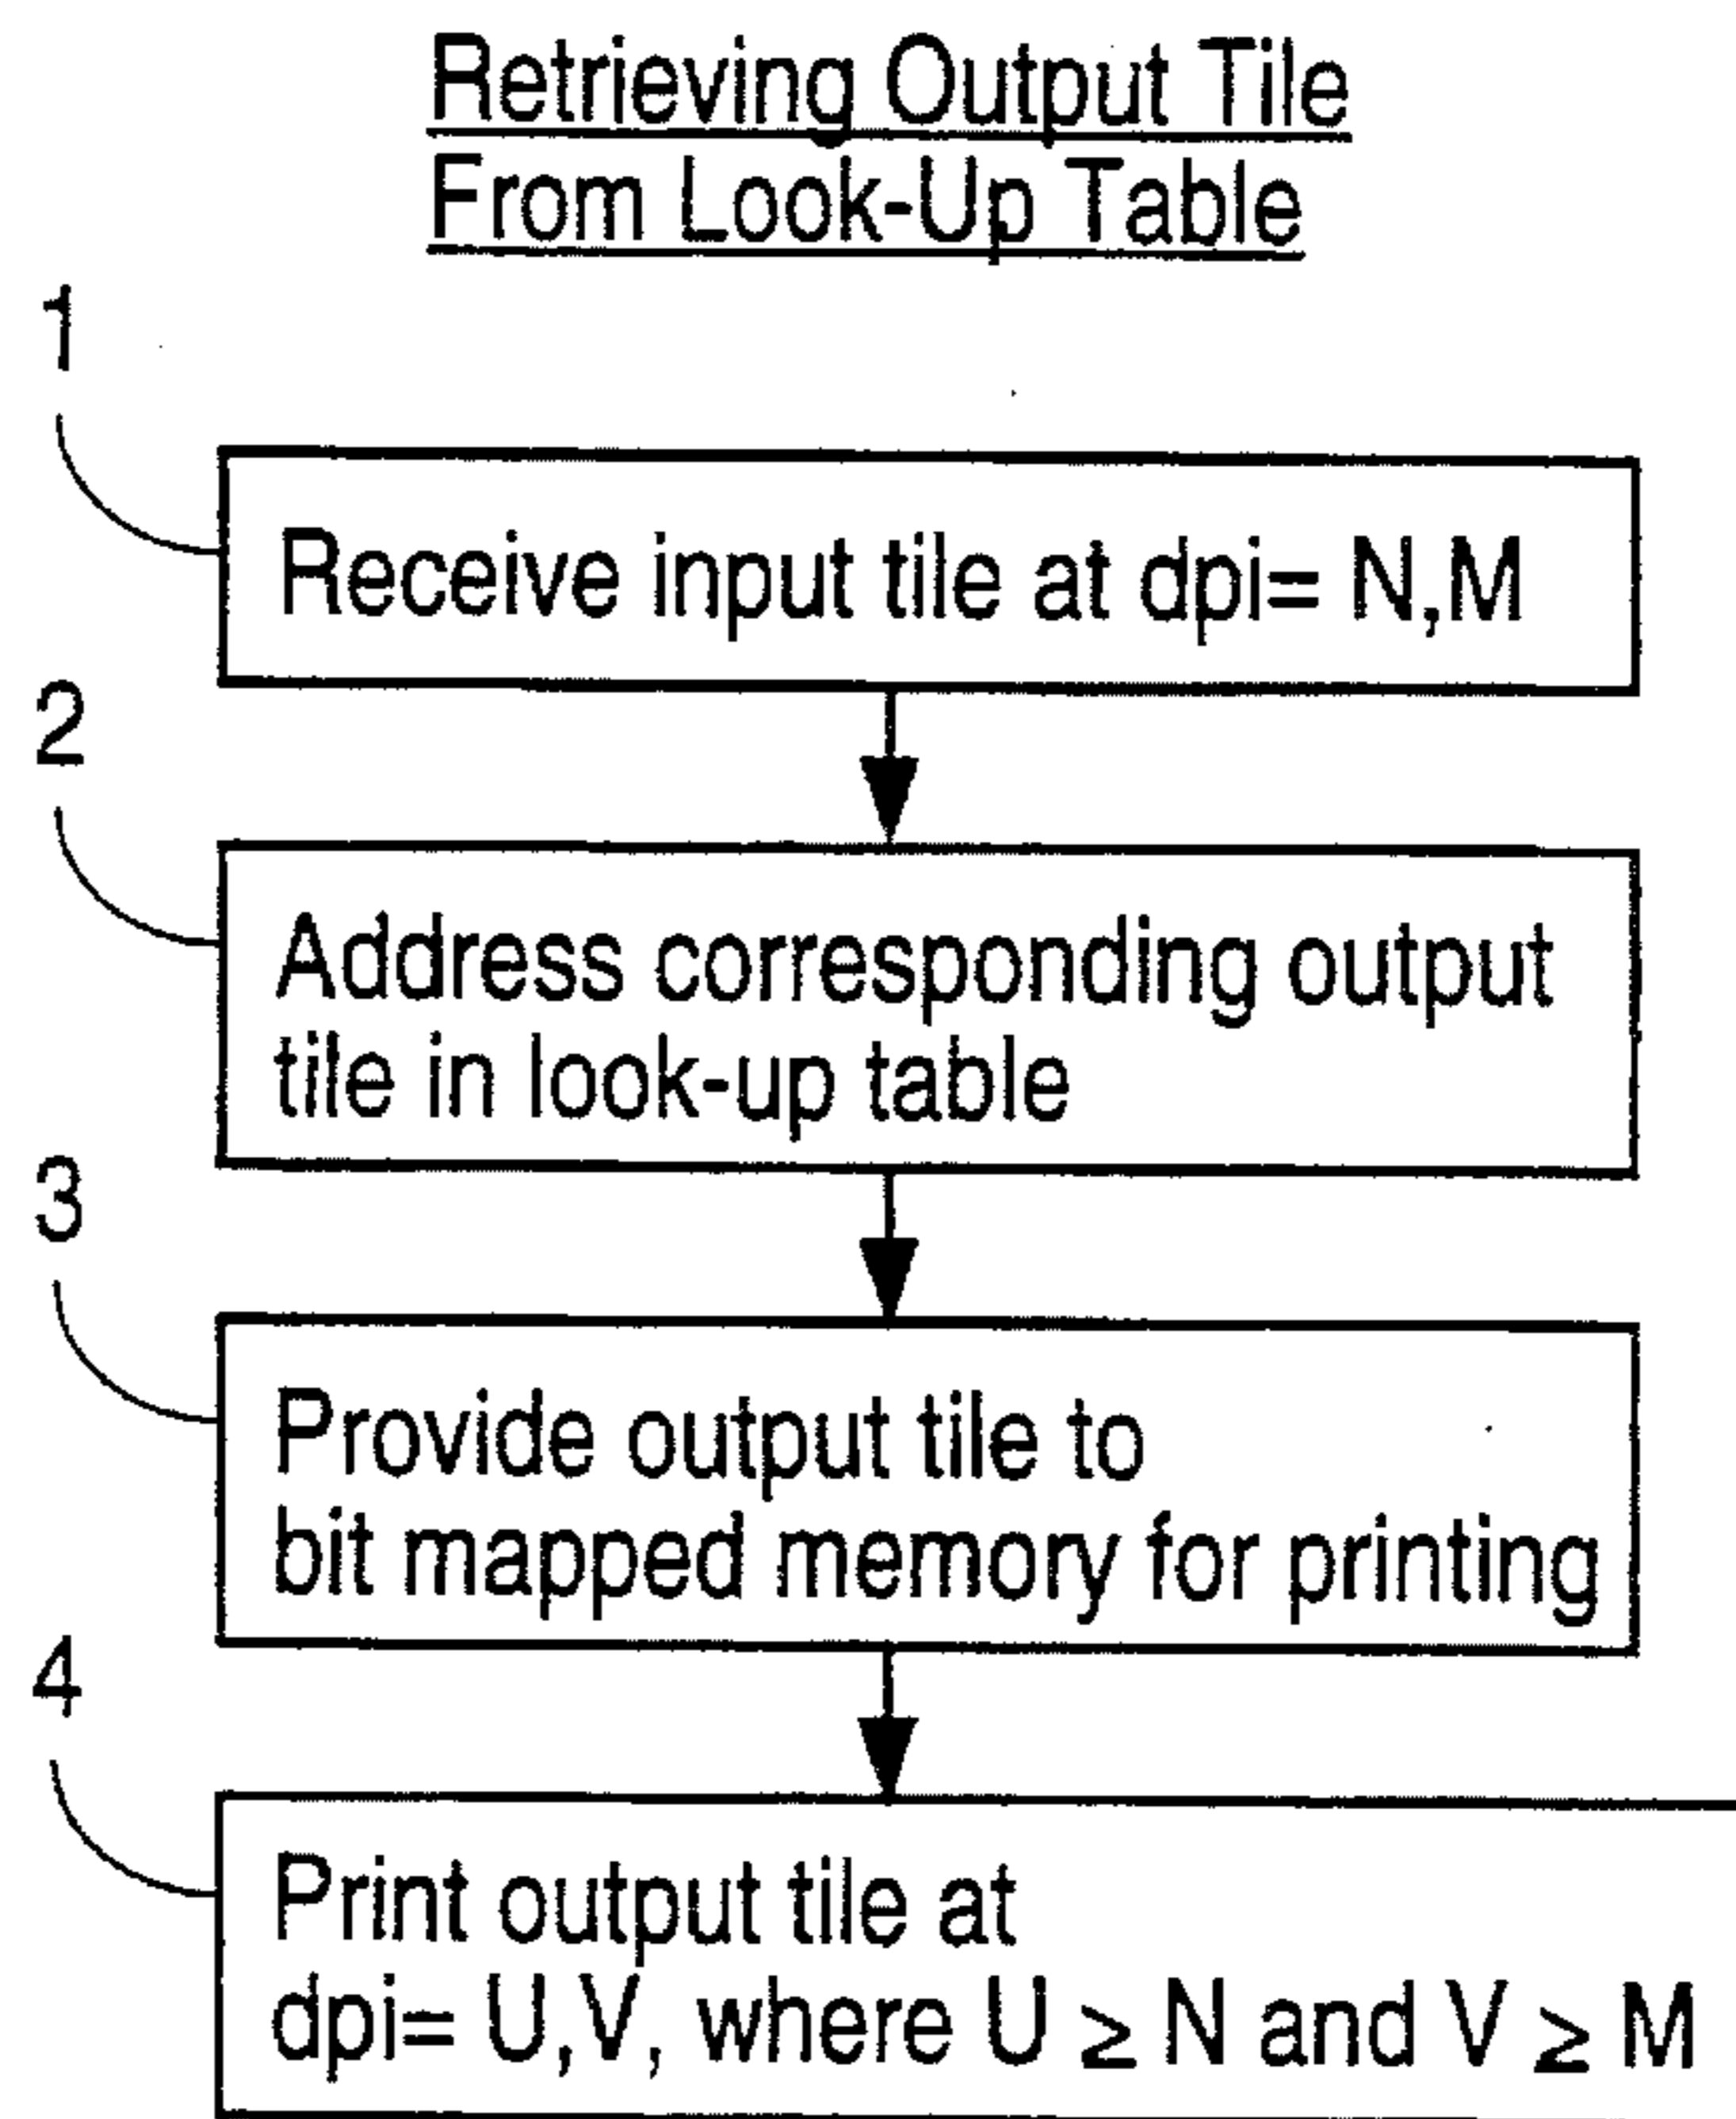 Retrieving Output Tile
From Look-Up Table
1
Receive input tile at dpi= N,M
2
Address corresponding output
tile in look-up table
3
Provide output tile to
bit mapped memory for printing
4
Print output tile at
dpi= U,V, where U ≥ N and V ≥ M